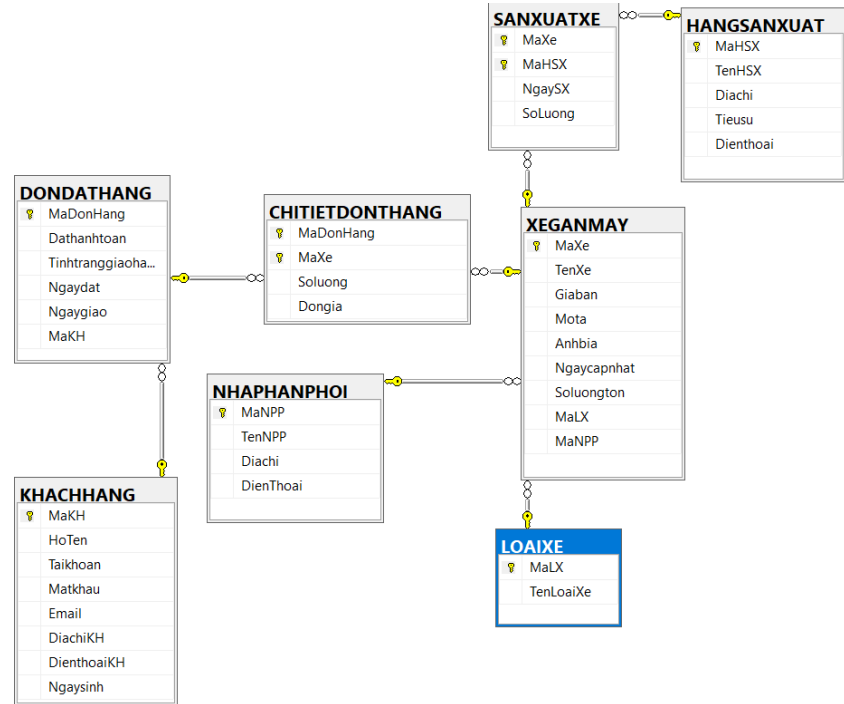 SANXUATXE
MaXe
MaHSX
NgaySX
SoLuong
HANGSANXUAT
MaHSX
TenHSX
Diachi
Tieusu
Dienthoai
DONDATHANG
MaDonHang
Dathanhtoan
Tinhtranggiaoha...
Ngaydat
Ngaygiao
MaKH
CHITIETDONTHANG
MaDonHang
MaXe
Soluong
Dongia
XEGANMAY
MaXe
TenXe
Giaban
Mota
Anhbia
Ngaycapnhat
Soluongton
MaLX
MaNPP
NHAPHANPHOI
MaNPP
TenNPP
Diachi
DienThoai
KHACHHANG
MaKH
HoTen
Taikhoan
Matkhau
Email
DiachiKH
DienthoaiKH
Ngaysinh
LOAIXE
MaLX
TenLoaiXe